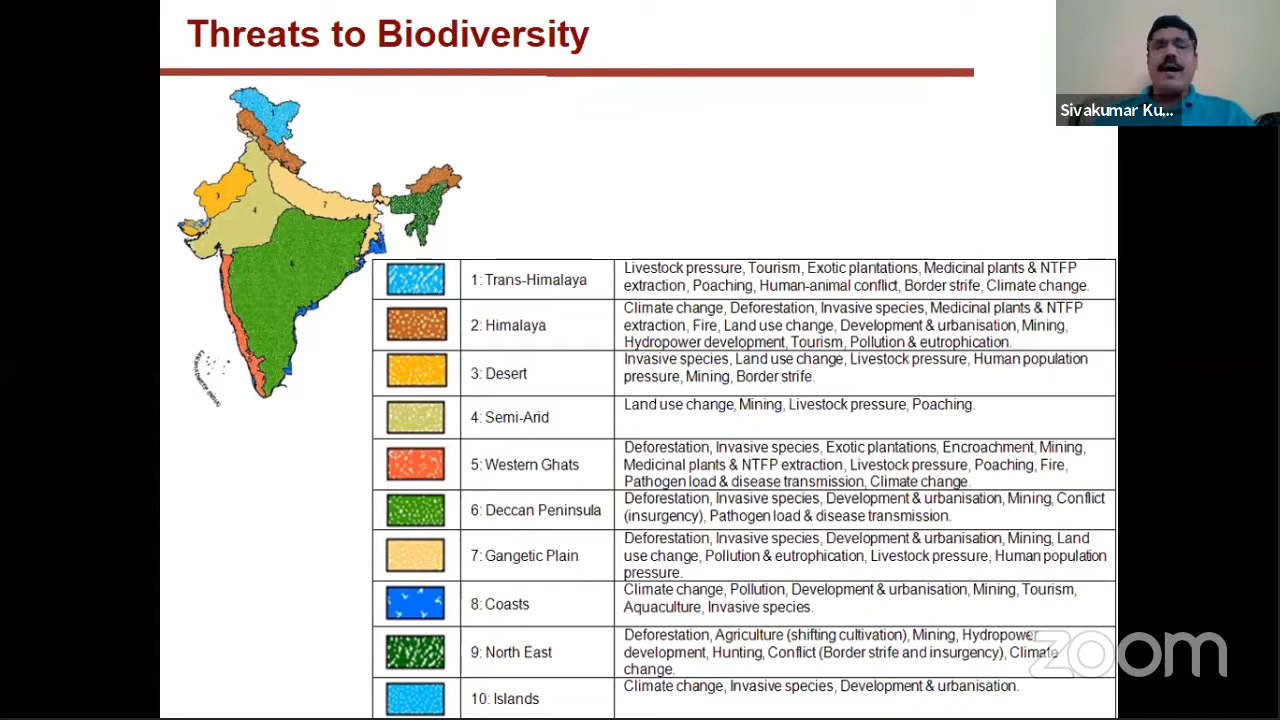 Threats to Biodiversity
Sivakumar Ku...
1
2
3
4
7
6
1: Trans-Himalaya
Livestock pressure, Tourism, Exotic plantations, Medicinal plants & NTFP
extraction, Poaching, Human-animal conflict, Border strife, Climate change.
2: Himalaya
Climate change, Deforestation, Invasive species, Medicinal plants & NTFP
extraction, Fire, Land use change, Development & urbanisation, Mining,
Hydropower development, Tourism, Pollution & eutrophication.
3: Desert
Invasive species, Land use change, Livestock pressure, Human population
pressure, Mining, Border strife.
4: Semi-Arid
Land use change, Mining, Livestock pressure, Poaching.
5: Western Ghats
Deforestation, Invasive species, Exotic plantations, Encroachment, Mining,
Medicinal plants & NTFP extraction, Livestock pressure, Poaching, Fire,
Pathogen load & disease transmission, Climate change.
6: Deccan Peninsula
Deforestation, Invasive species, Development & urbanisation, Mining, Conflict
(insurgency), Pathogen load & disease transmission.
7: Gangetic Plain
Deforestation, Invasive species, Development & urbanisation, Mining, Land
use change, Pollution & eutrophication, Livestock pressure, Human population
pressure.
8: Coasts
Climate change, Pollution, Development & urbanisation, Mining, Tourism,
Aquaculture, Invasive species.
9: North East
Deforestation, Agriculture (shifting cultivation), Mining, Hydropower
development, Hunting, Conflict (Border strife and insurgency), Climate
change.
10: Islands
Climate change, Invasive species, Development & urbanisation.
zoom